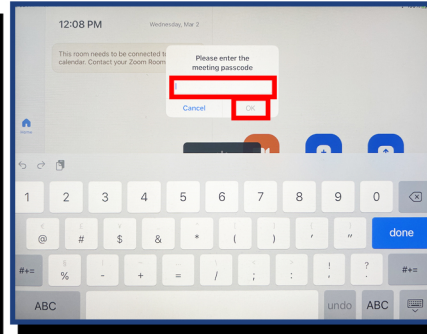 12:08 PM
Wednesday, Mar 2
This room needs to be connected to
calendar. Contact your Zoom Room
Please enter the
meeting passcode
Cancel
OK
Home
1 2 3 4 5 6 7 8 9 0
@ # $ & * ( ) ' "
done
#+= % - + = / ; : ! , ? . #+=
ABC
undo
ABC